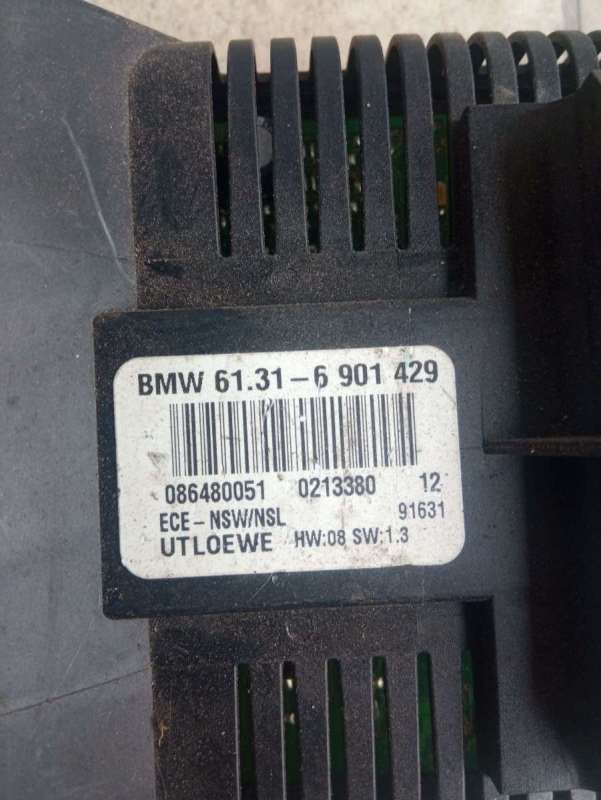 BMW 61.31-6 901 429
086480051 0213380 12
ECE-NSW/NSL 91631
UTLOEWE HW:08 SW:1.3